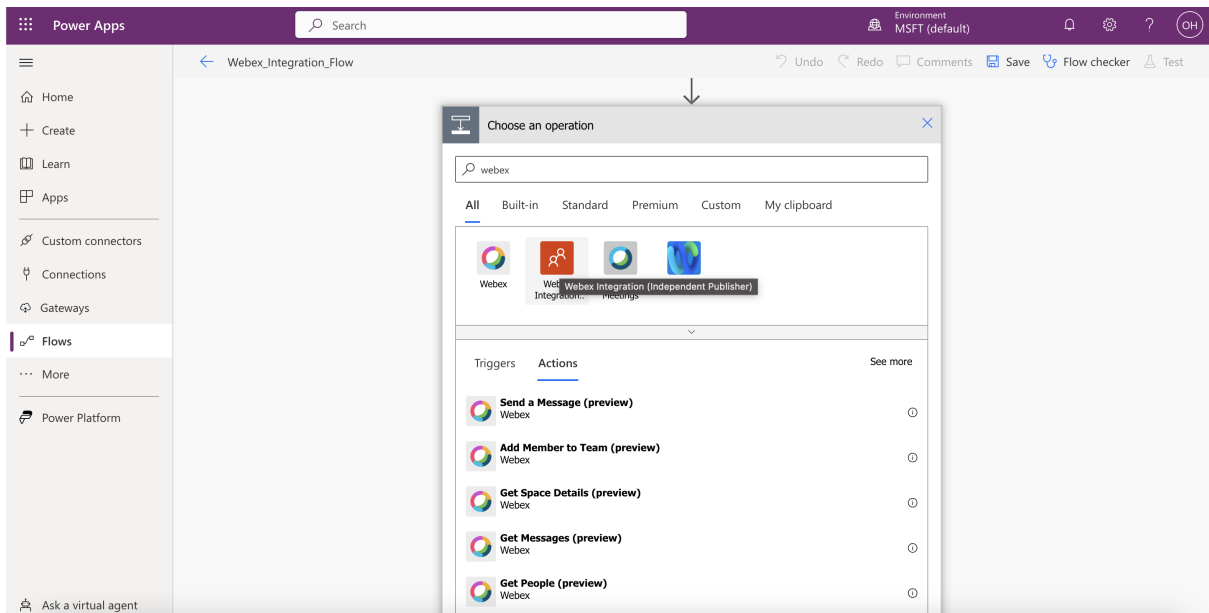 Power Apps
Search
Environment
MSFT (default)
?
OH
Webex_Integration_Flow
Undo
Redo
Comments
Save
Flow checker
Test
Home
Create
Learn
Apps
Custom connectors
Connections
Gateways
Flows
More
Power Platform
Ask a virtual agent
Choose an operation
webex
All
Built-in
Standard
Premium
Custom
My clipboard
Webex
Integration..
Meetings
Webex Integration (Independent Publisher)
Triggers
Actions
See more
Send a Message (preview)
Webex
Add Member to Team (preview)
Webex
Get Space Details (preview)
Webex
Get Messages (preview)
Webex
Get People (preview)
Webex